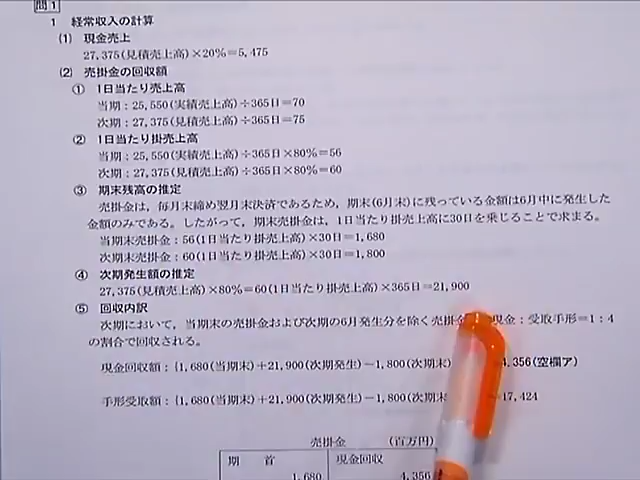 問1
1 経常収入の計算
(1) 現金売上
27,375(見積売上高)×20%=5,475
(2) 売掛金の回収額
① 1日当たり売上高
当期:25,550(実績売上高)÷365日=70
次期:27,375(見積売上高)÷365日=75
② 1日当たり掛売上高
当期:25,550(実績売上高)÷365日×80%=56
次期:27,375(見積売上高)÷365日×80%=60
③ 期末残高の推定
売掛金は,毎月末締め翌月末決済であるため,期末(6月末)に残っている金額は6月中に発生した
金額のみである。したがって,期末売掛金は,1日当たり掛売上高に30日を乗じることで求まる。
当期末売掛金:56(1日当たり掛売上高)×30日=1,680
次期末売掛金:60(1日当たり掛売上高)×30日=1,800
④ 次期発生額の推定
27,375(見積売上高)×80%=60(1日当たり掛売上高)×365日=21,900
⑤ 回収内訳
次期において,当期末の売掛金および次期の6月発生分を除く売掛金 現金:受取手形=1:4
の割合で回収される。
現金回収額:{1,680(当期末)+21,900(次期発生)-1,800(次期末) 4,356(空欄ア)
手形受取額:{1,680(当期末)+21,900(次期発生)-1,800(次期末 =17,424
売掛金 (百万円)
期 首 現金回収
1,680 4,356